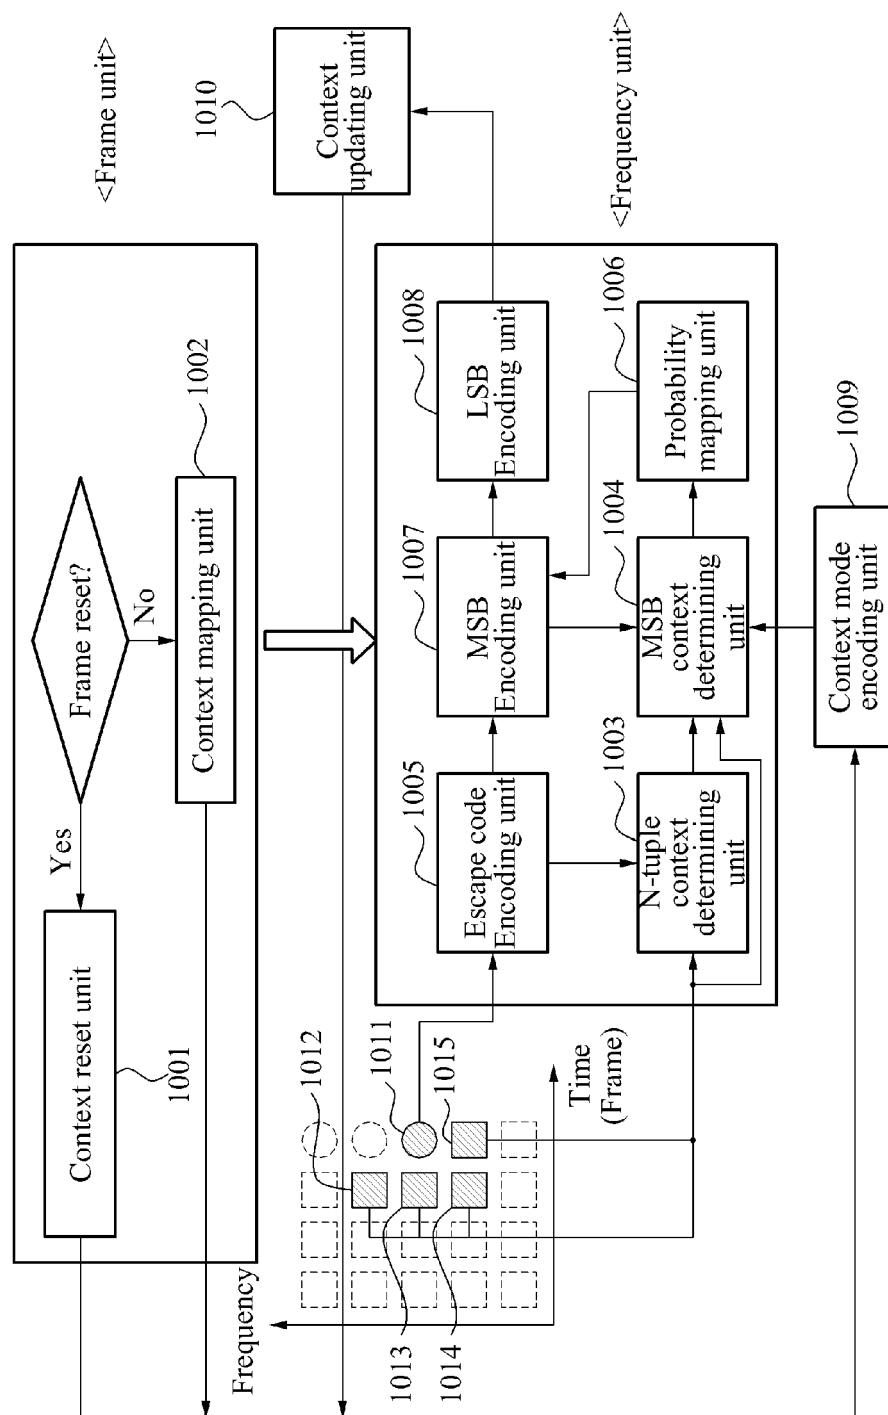 <Frame unit>
Frame reset?
Yes
No
Context reset unit
1001
Context mapping unit
1002
Context
updating unit
1010
<Frequency unit>
Frequency
Time
(Frame)
1012
1011
1015
1013
1014
Escape code
Encoding unit
1005
MSB
Encoding unit
1007
LSB
Encoding unit
1008
N-tuple
context
determining
unit
1003
MSB
context
determining
unit
1004
Probability
mapping unit
1006
Context mode
encoding unit
1009